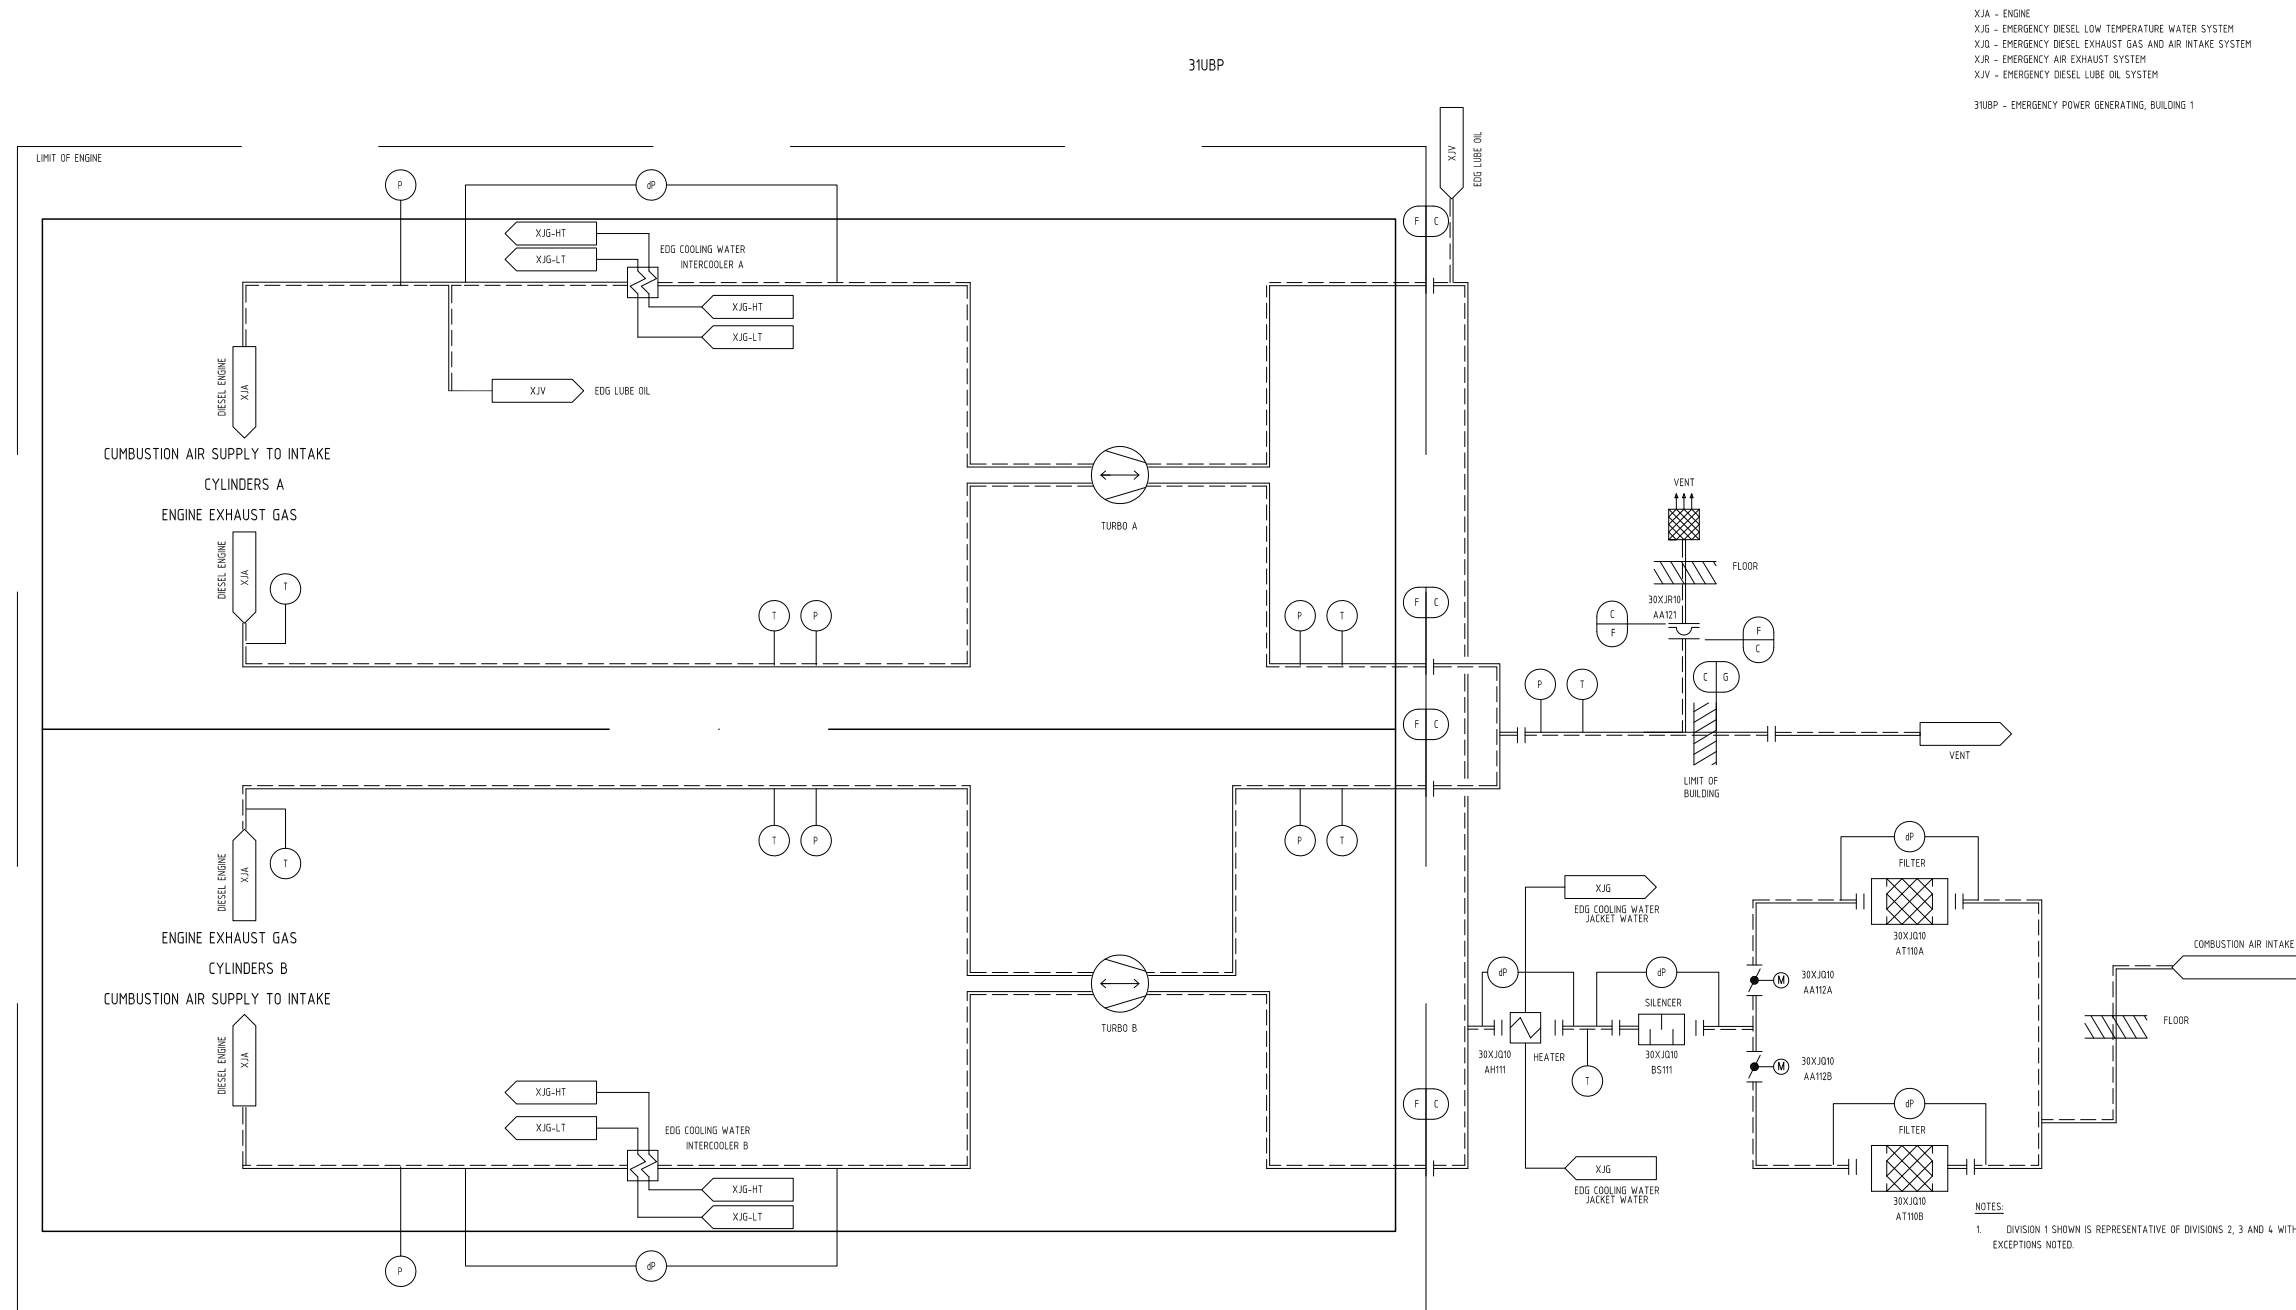 XJA - ENGINE
XJG - EMERGENCY DIESEL LOW TEMPERATURE WATER SYSTEM
XJQ - EMERGENCY DIESEL EXHAUST GAS AND AIR INTAKE SYSTEM
XJR - EMERGENCY AIR EXHAUST SYSTEM
XJV - EMERGENCY DIESEL LUBE OIL SYSTEM
31UBP - EMERGENCY POWER GENERATING, BUILDING 1
31UBP
LIMIT OF ENGINE
P
dP
XJV
EDG LUBE OIL
F C
XJG-HT
XJG-LT
EDG COOLING WATER
INTERCOOLER A
XJG-HT
XJG-LT
DIESEL ENGINE
XJA
XJV
EDG LUBE OIL
CUMBUSTION AIR SUPPLY TO INTAKE
CYLINDERS A
ENGINE EXHAUST GAS
TURBO A
DIESEL ENGINE
XJA
T
T
P
P
T
F C
VENT
FLOOR
30XJR10
AA121
C
F
F
C
C G
P
T
F C
VENT
LIMIT OF
BUILDING
T
P
P
T
DIESEL ENGINE
XJA
T
ENGINE EXHAUST GAS
CYLINDERS B
CUMBUSTION AIR SUPPLY TO INTAKE
TURBO B
DIESEL ENGINE
XJA
XJG-HT
XJG-LT
EDG COOLING WATER
INTERCOOLER B
XJG-HT
XJG-LT
P
dP
F C
XJG
EDG COOLING WATER
JACKET WATER
dP
dP
SILENCER
30XJQ10
AH111
HEATER
T
30XJQ10
BS111
XJG
EDG COOLING WATER
JACKET WATER
dP
FILTER
30XJQ10
AT110A
M
30XJQ10
AA112A
M
30XJQ10
AA112B
dP
FILTER
30XJQ10
AT110B
COMBUSTION AIR INTAKE
FLOOR
NOTES:
1. DIVISION 1 SHOWN IS REPRESENTATIVE OF DIVISIONS 2, 3 AND 4 WITH
EXCEPTIONS NOTED.